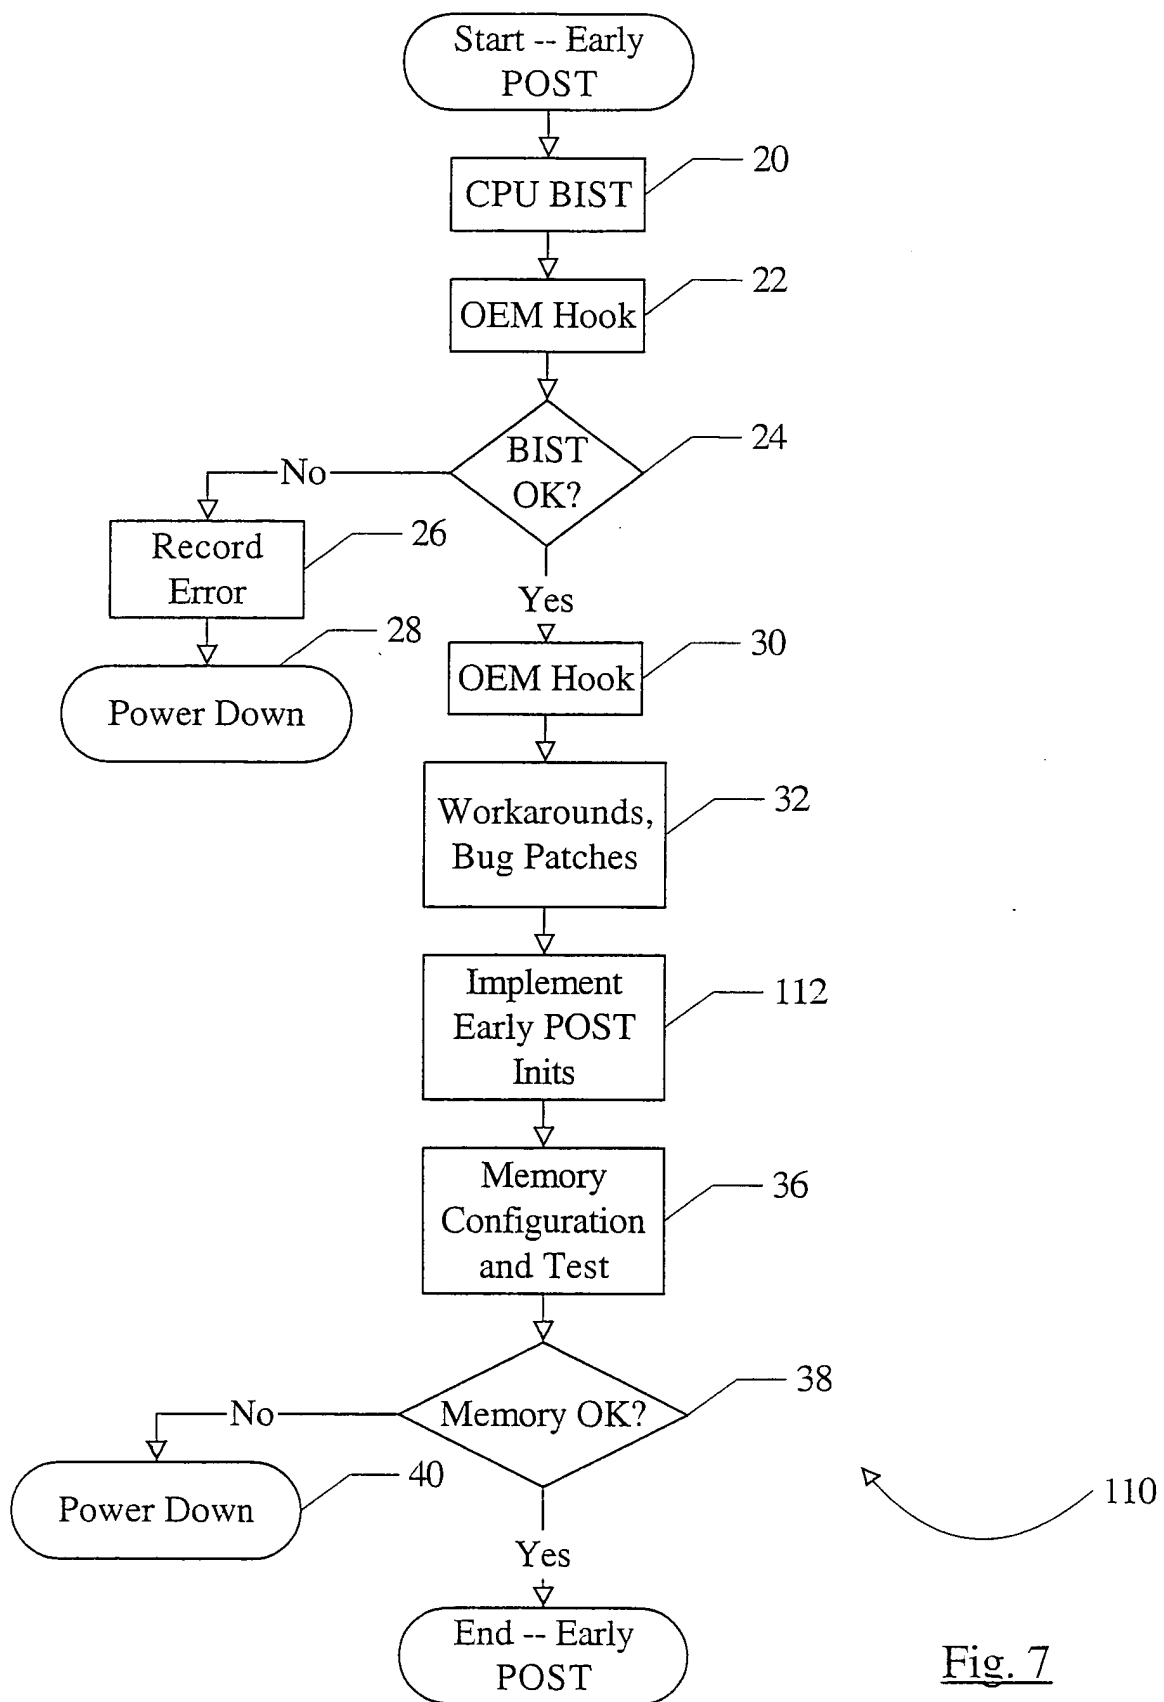 Start -- Early
POST
20
CPU BIST
22
OEM Hook
24
BIST
OK?
No
26
Record
Error
Yes
28
30
OEM Hook
Power Down
32
Workarounds,
Bug Patches
112
Implement
Early POST
Inits
36
Memory
Configuration
and Test
38
Memory OK?
No
40
Power Down
110
Yes
End -- Early
POST
Fig. 7